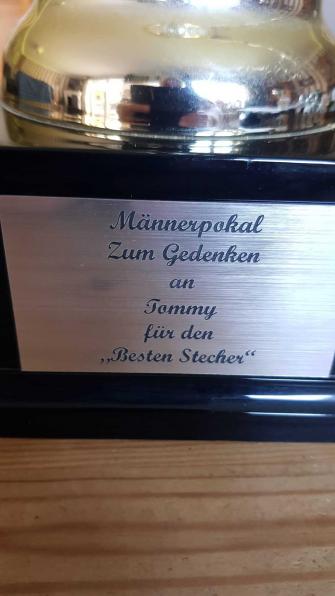 Männerpokal
Zum Gedenken
an
Tommy
für den
„Besten Stecher“